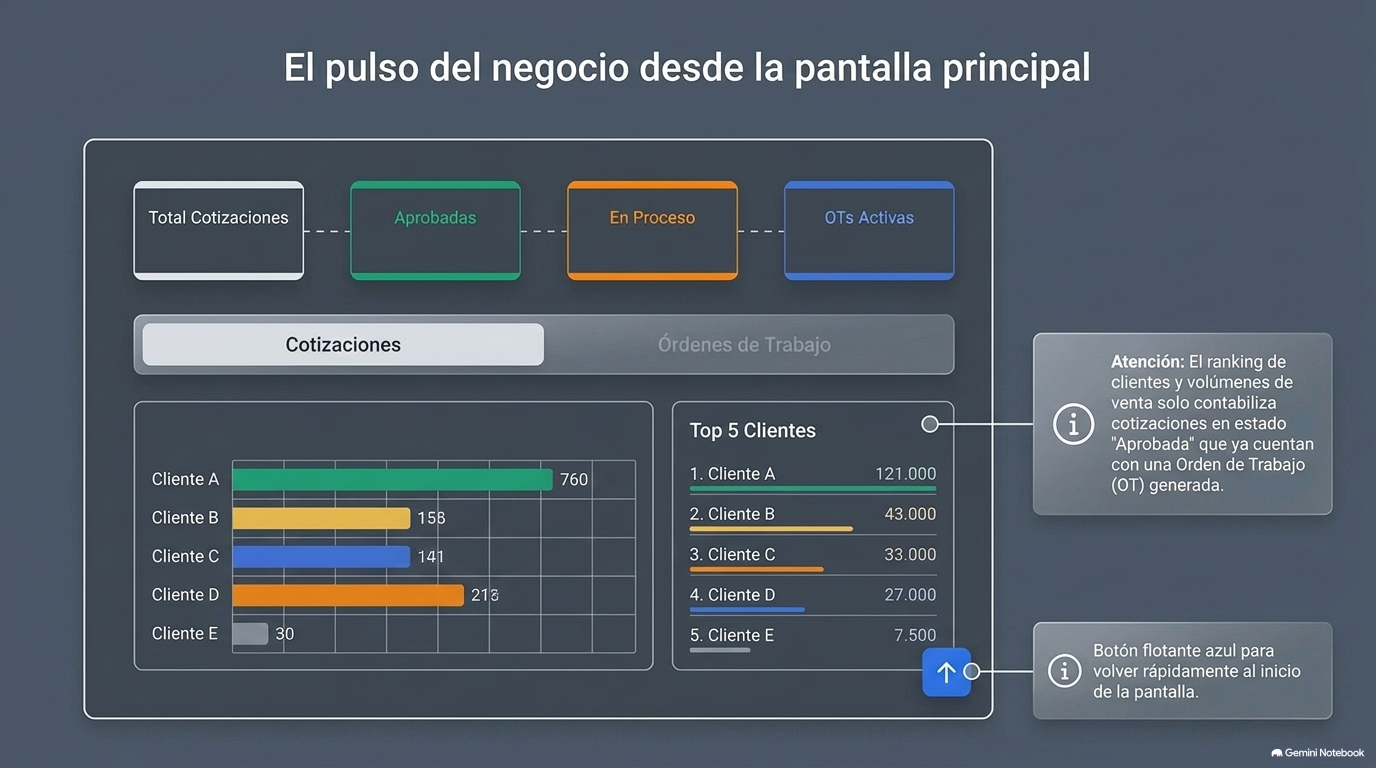 El pulso del negocio desde la pantalla principal
Total Cotizaciones
Aprobadas
En Proceso
OTs Activas
Cotizaciones
Órdenes de Trabajo
Cliente A
760
Cliente B
158
Cliente C
141
Cliente D
Cliente E
30
Top 5 Clientes
1. Cliente A 121.000
2. Cliente B 43.000
3. Cliente C 33.000
4. Cliente D 27.000
5. Cliente E 7.500
Atención: El ranking de
clientes y volúmenes de
venta solo contabiliza
cotizaciones en estado
"Aprobada" que ya cuentan
con una Orden de Trabajo
(OT) generada.
Botón flotante azul para
volver rápidamente al inicio
de la pantalla.
Gemini Notebook